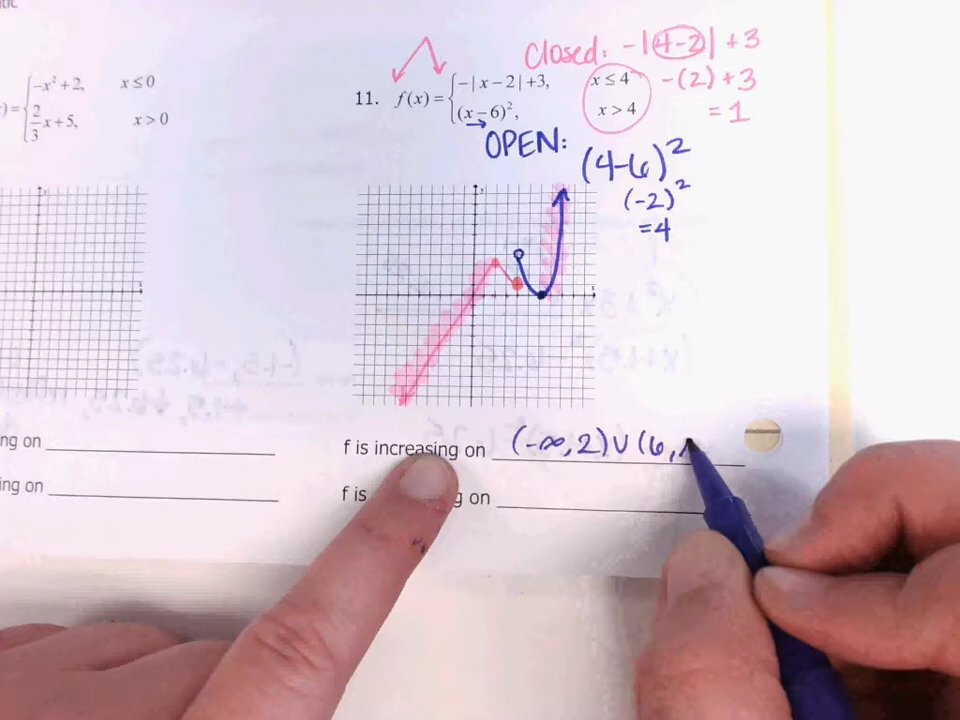 Closed: -|4-2| + 3
-(2) + 3
= 1
-x² + 2, x ≤ 0
2/3 x + 5, x > 0
11. f(x) = { -|x - 2| + 3, x ≤ 4
(x - 6)², x > 4
OPEN: (4-6)²
(-2)²
= 4
ng on
f is increasing on (-∞, 2) ∪ (6,
ing on
f is g on